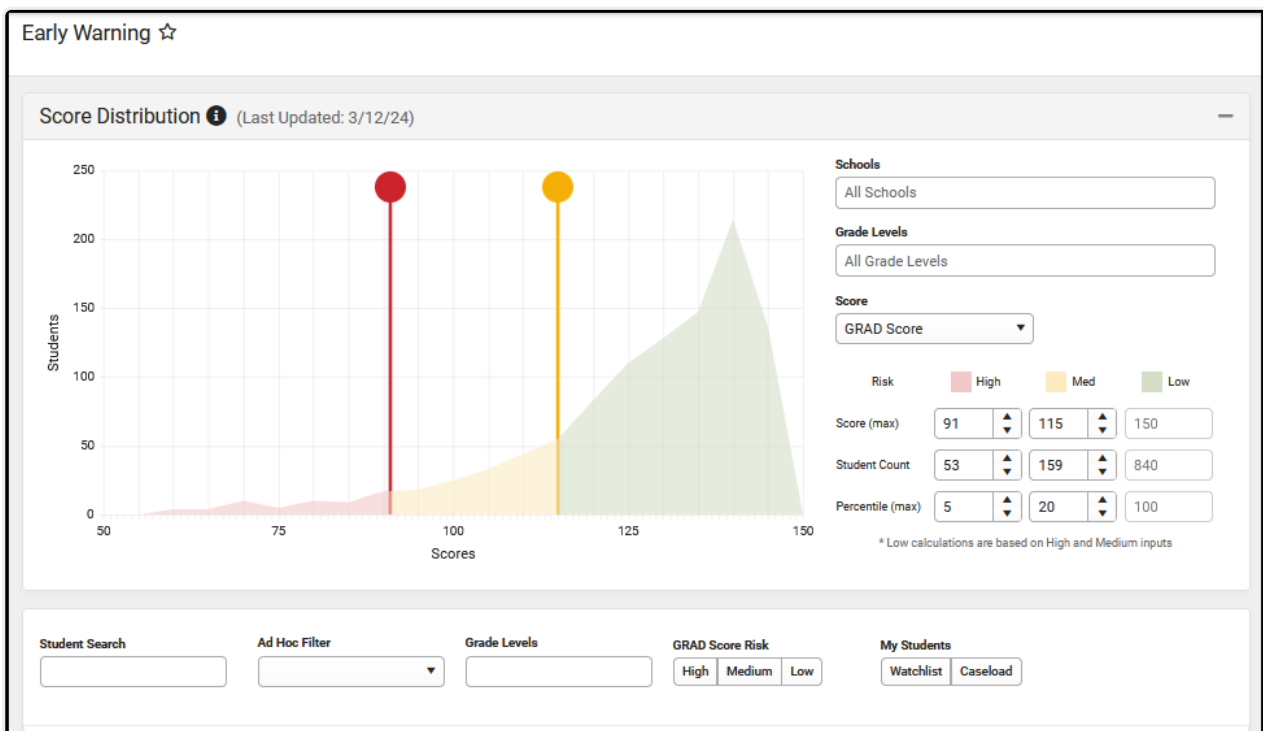 Early Warning
Score Distribution (Last Updated: 3/12/24)
250
200
150
100
50
0
Students
50 75 100 125 150
Scores
Schools
All Schools
Grade Levels
All Grade Levels
Score
GRAD Score
Risk High Med Low
Score (max) 91 115 150
Student Count 53 159 840
Percentile (max) 5 20 100
* Low calculations are based on High and Medium inputs
Student Search Ad Hoc Filter Grade Levels GRAD Score Risk My Students
High Medium Low Watchlist Caseload